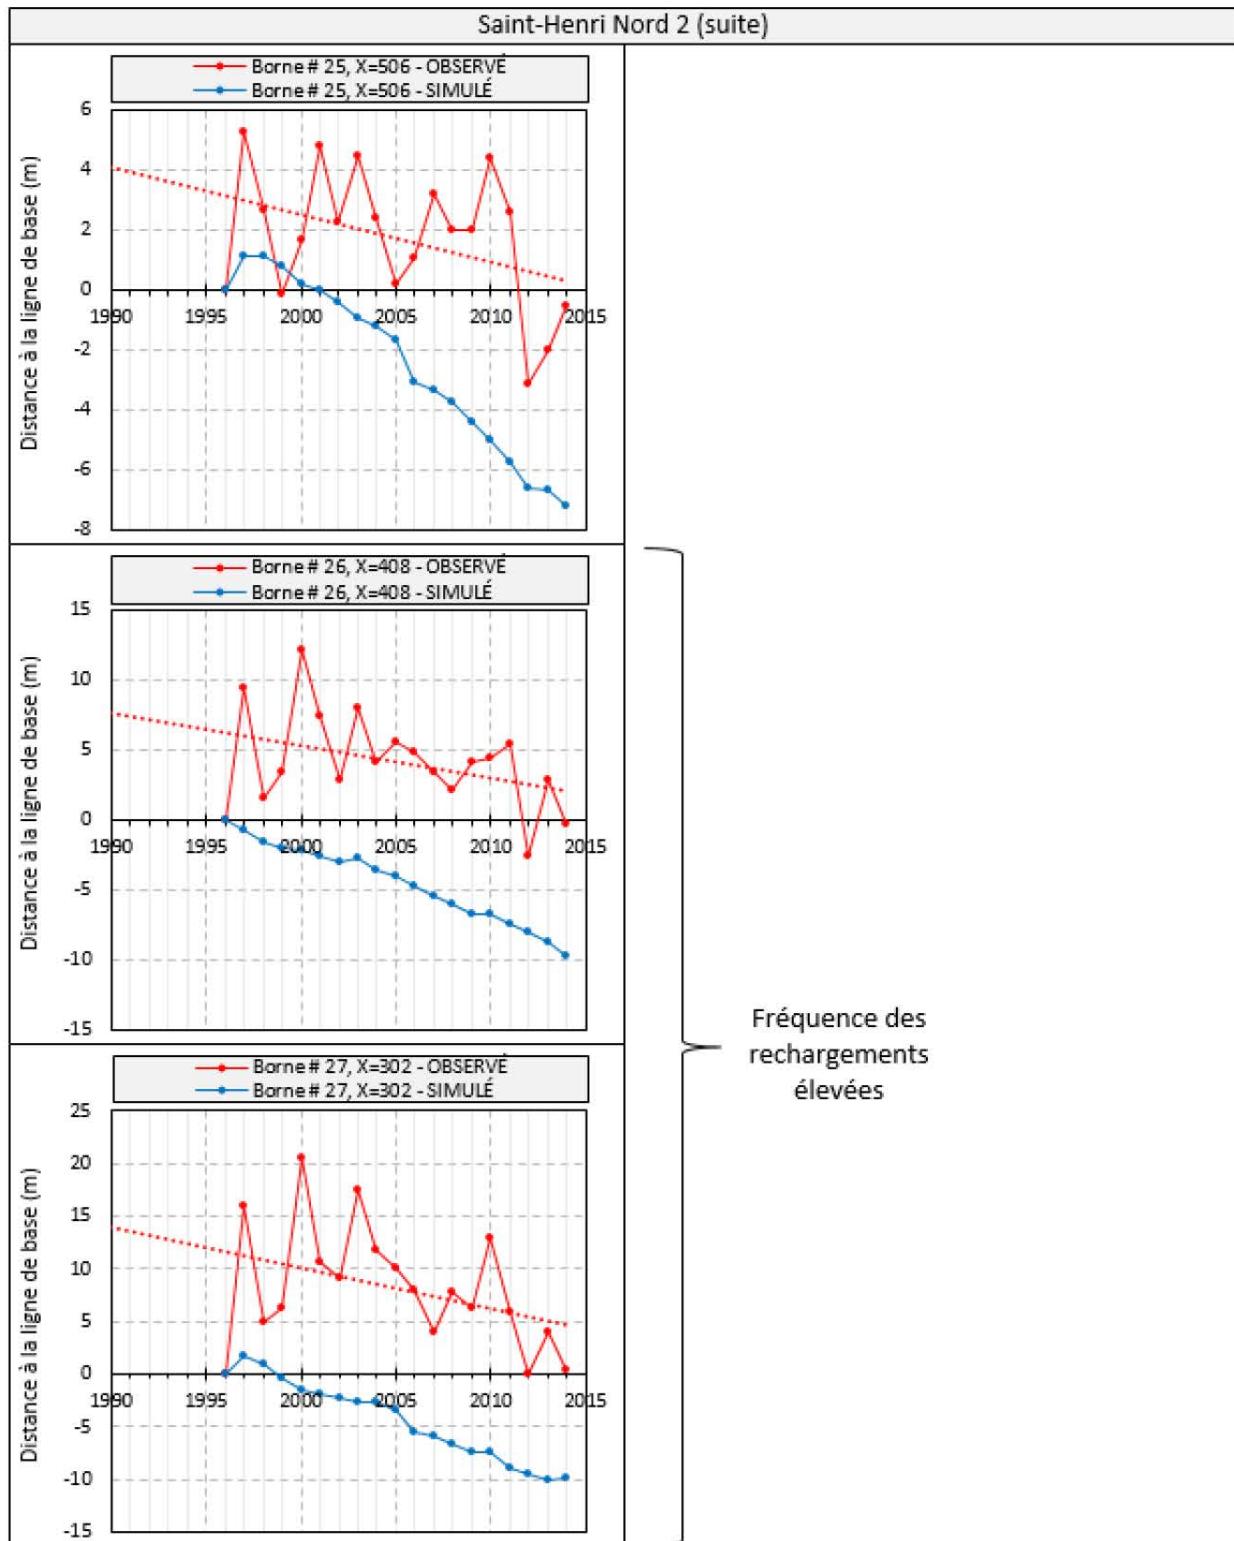 Saint-Henri Nord 2 (suite)
Borne # 25, X=506 - OBSERVÉ
Borne # 25, X=506 - SIMULÉ
Distance à la ligne de base (m)
6
4
2
0
-2
-4
-6
-8
1990 1995 2000 2005 2010 2015
Borne # 26, X=408 - OBSERVÉ
Borne # 26, X=408 - SIMULÉ
Distance à la ligne de base (m)
15
10
5
0
-5
-10
-15
1990 1995 2000 2005 2010 2015
Fréquence des
rechargements
élevées
Borne # 27, X=302 - OBSERVÉ
Borne # 27, X=302 - SIMULÉ
Distance à la ligne de base (m)
25
20
15
10
5
0
-5
-10
-15
1990 1995 2000 2005 2010 2015